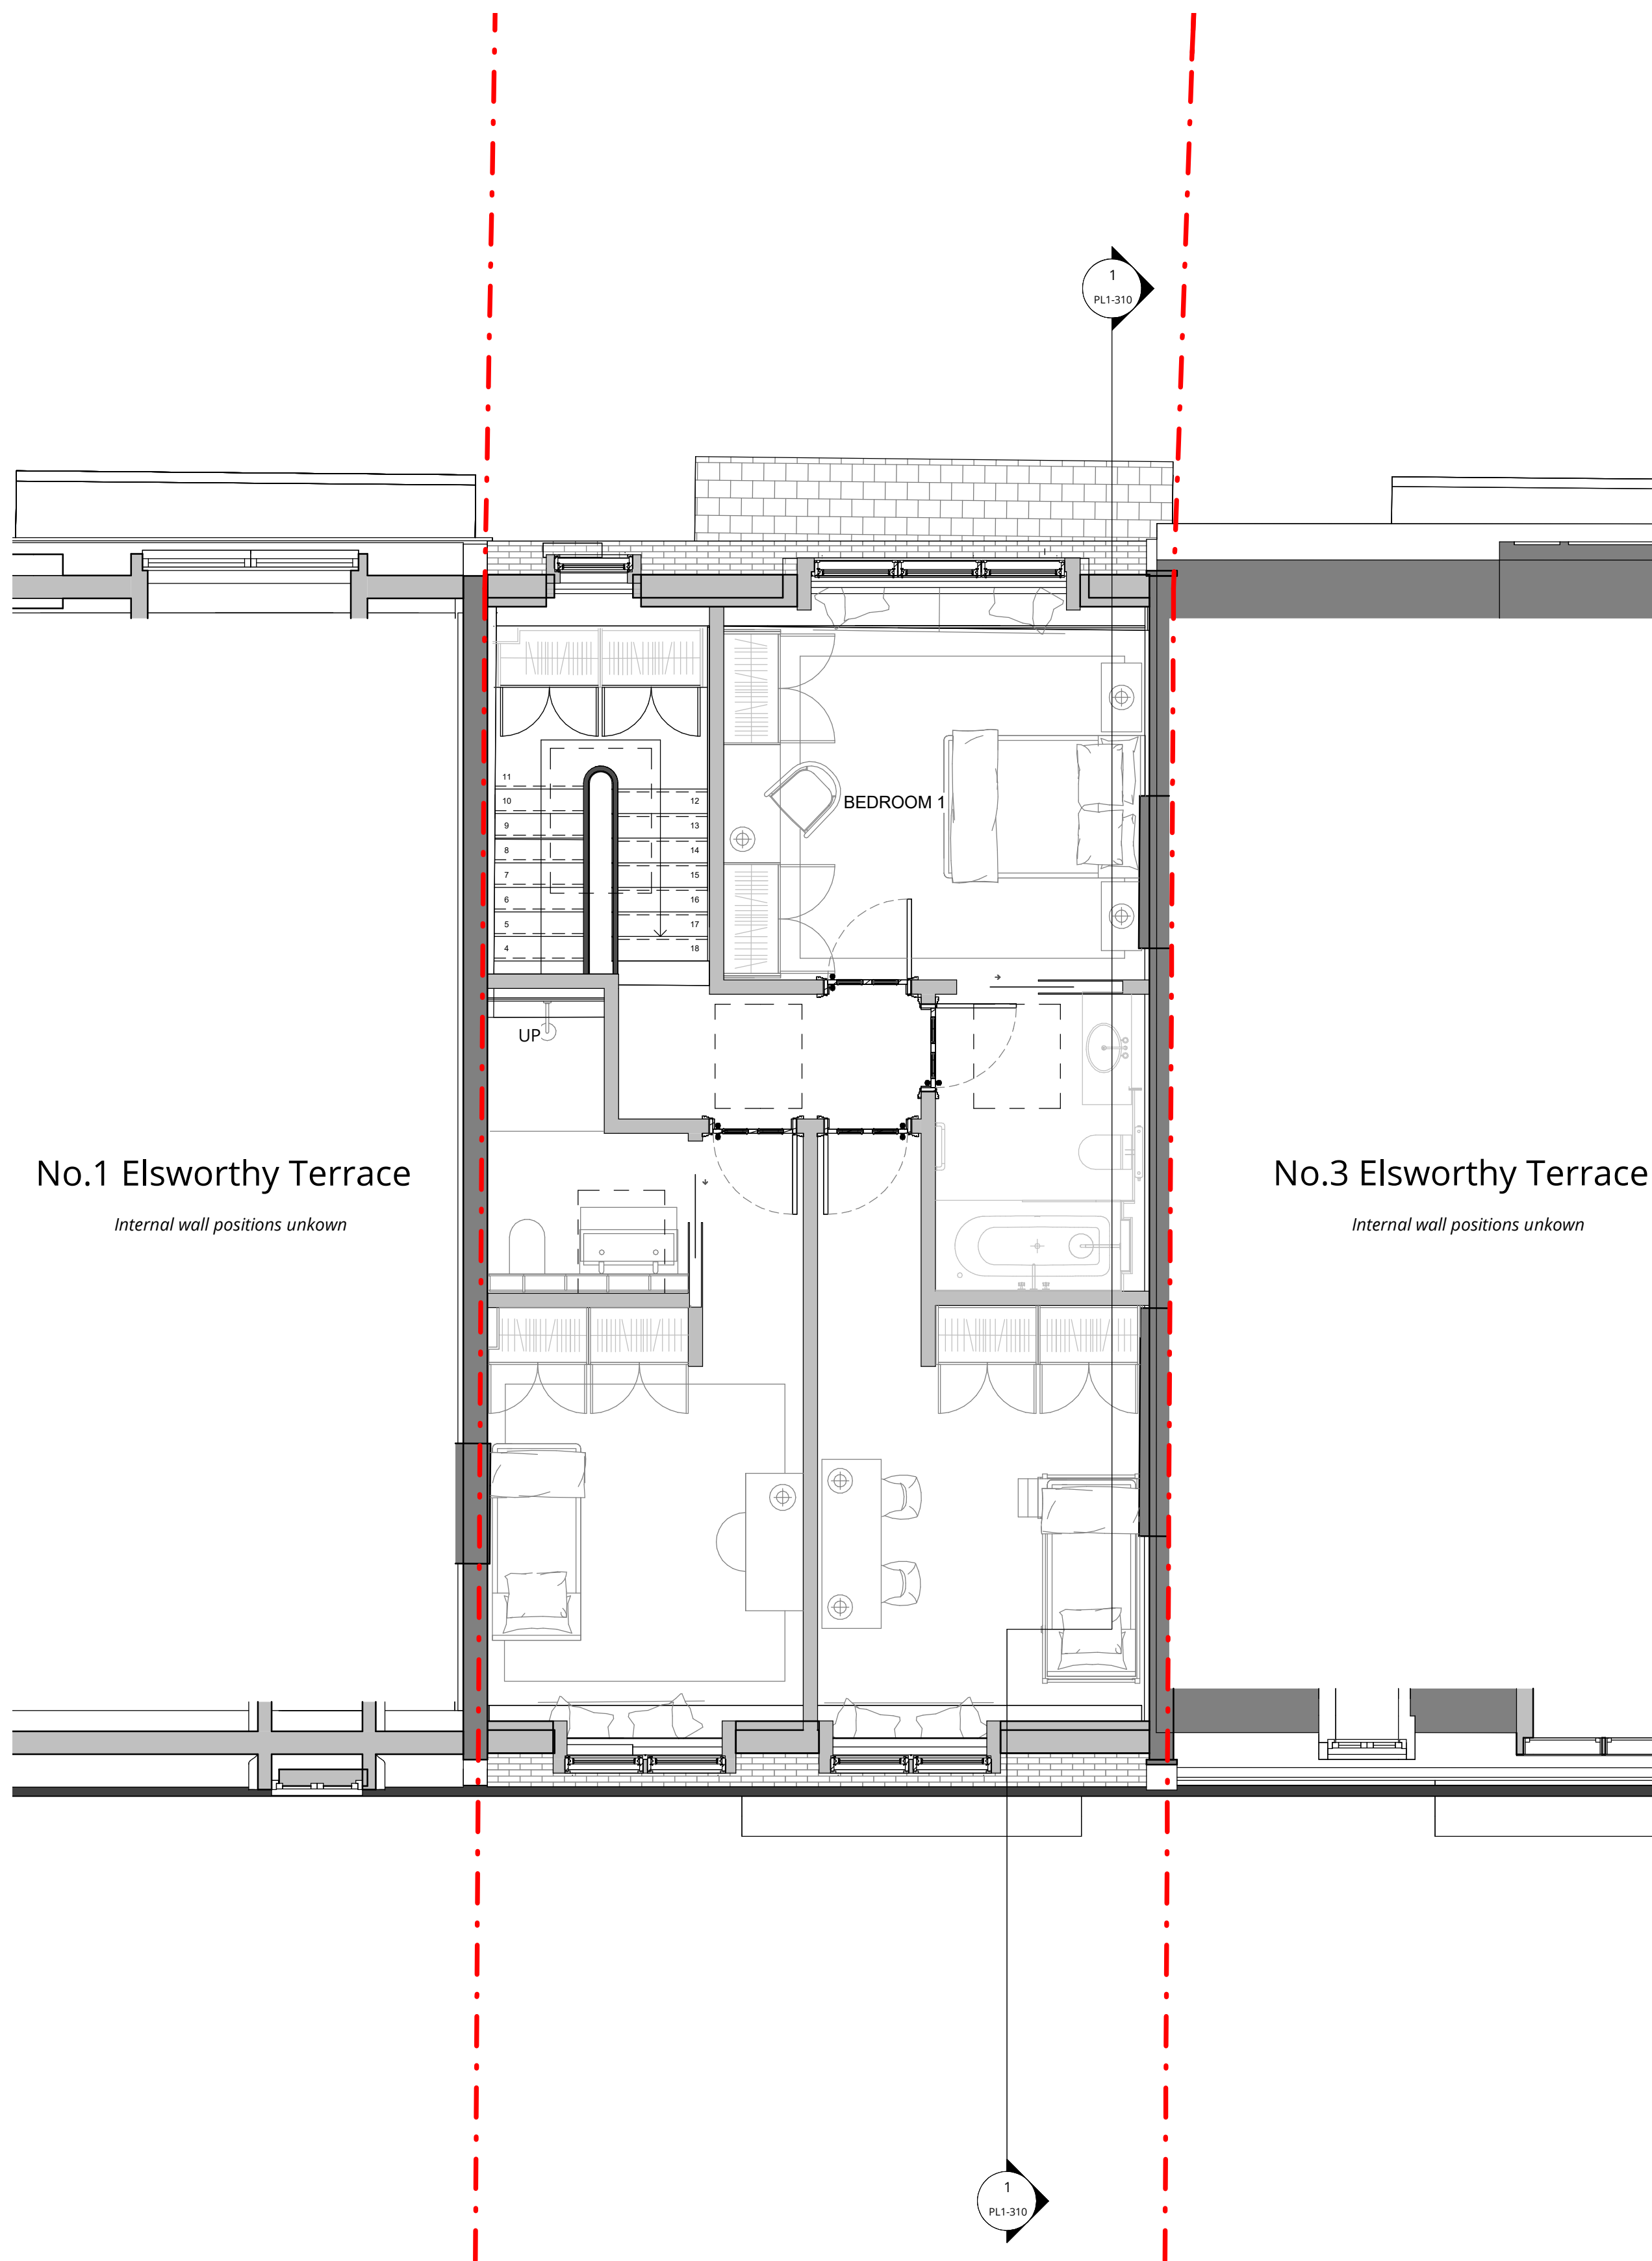 1
PL1-310
11
10
12
9
13
8
14
7
15
6
16
5
17
4
18
BEDROOM 1
UP
No.1 Elsworthy Terrace
Internal wall positions unkown
No.3 Elsworthy Terrace
Internal wall positions unkown
1
PL1-310